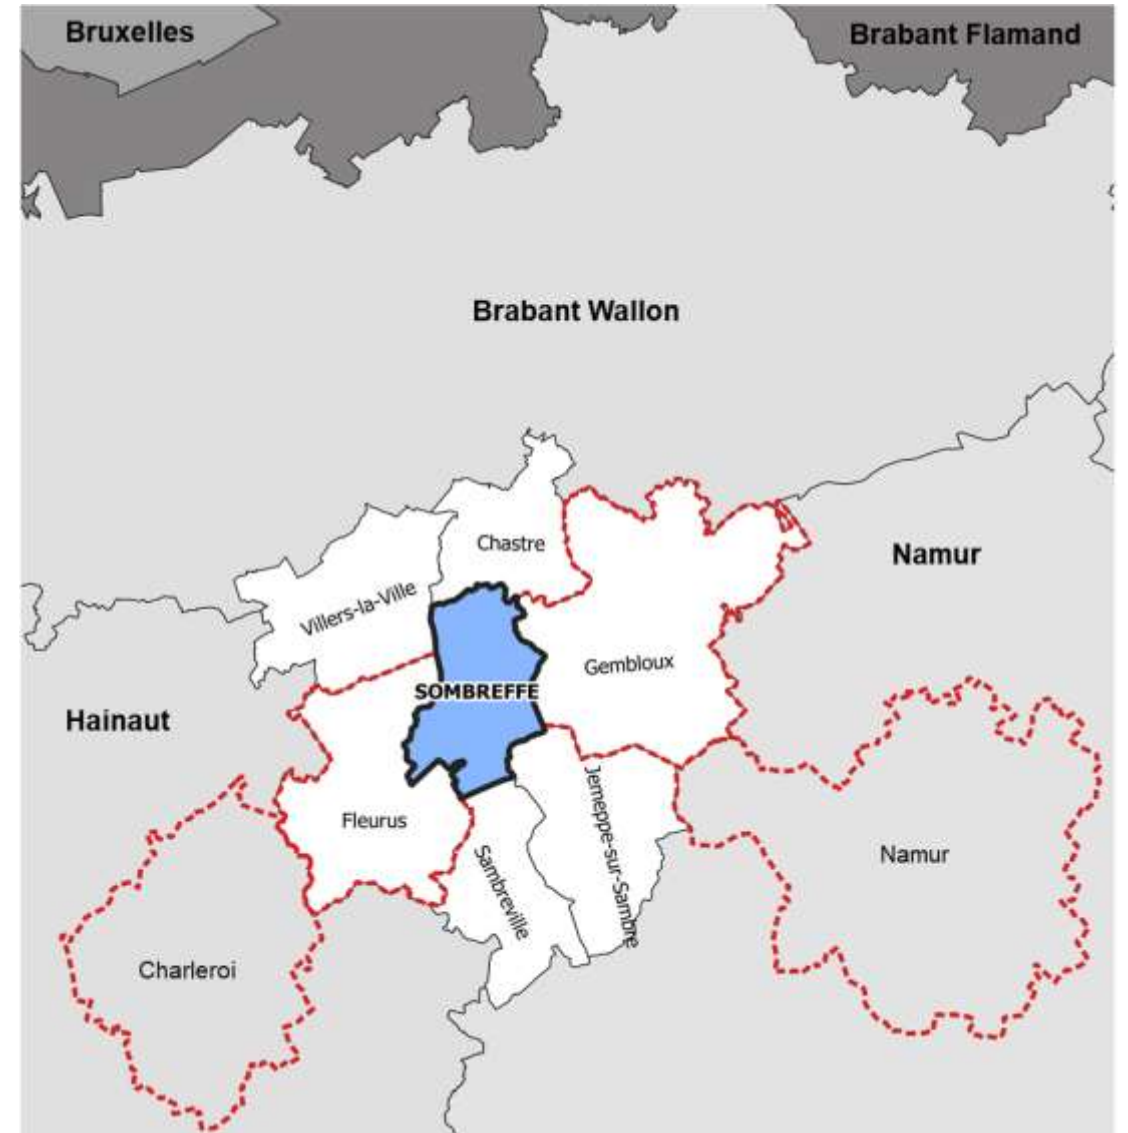 Bruxelles
Brabant Flamand
Brabant Wallon
Chastre
Namur
Villers-la-Ville
Gembloux
SOMBREFFE
Hainaut
Fleurus
Jemeppe-sur-Sambre
Namur
Sambreville
Charleroi